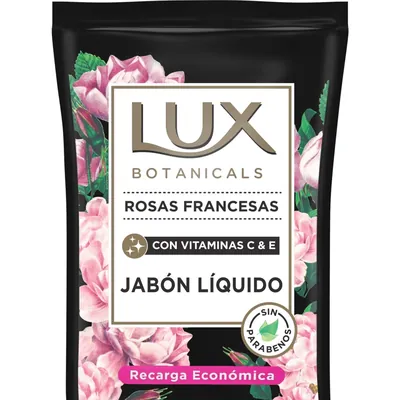 LUX
BOTANICALS
ROSAS FRANCESAS
CON VITAMINAS C & E
JABÓN LÍQUIDO
SIN
PARABENOS
Recarga Económica